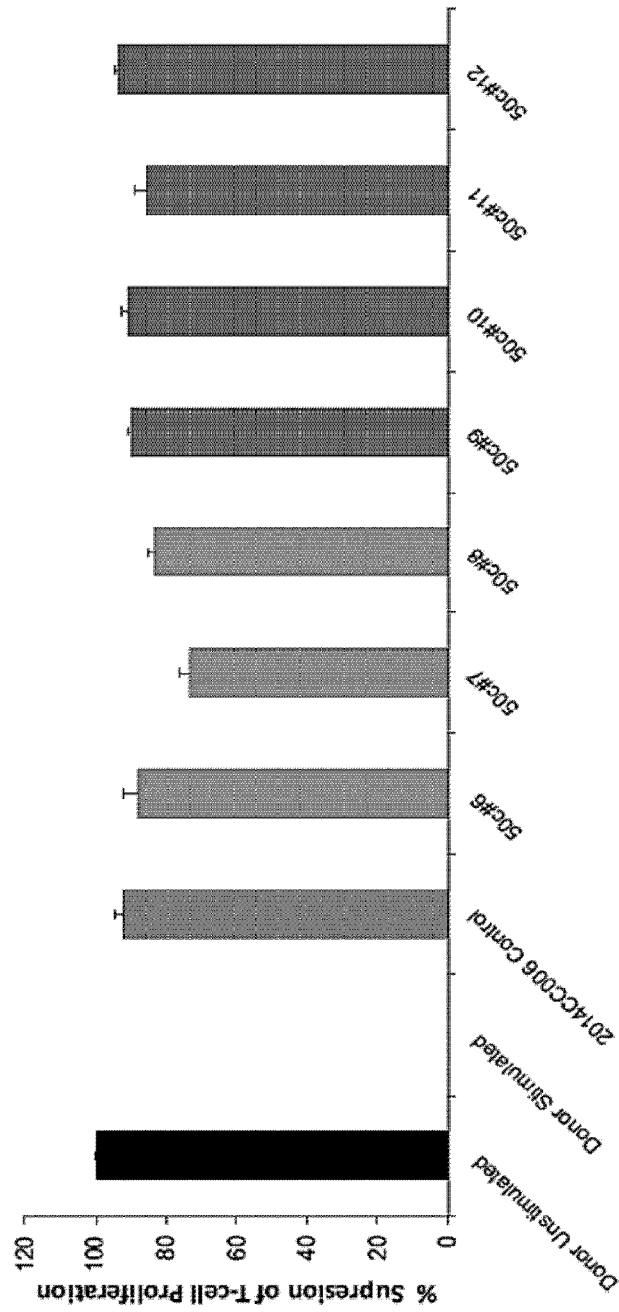 % Supresion of T-cell Proliferation
120
100
80
60
40
20
0
Donor Unstimulated
Donor Stimulated
2014CC006 Control
50c#6
50c#7
50c#8
50c#9
50c#10
50c#11
50c#12